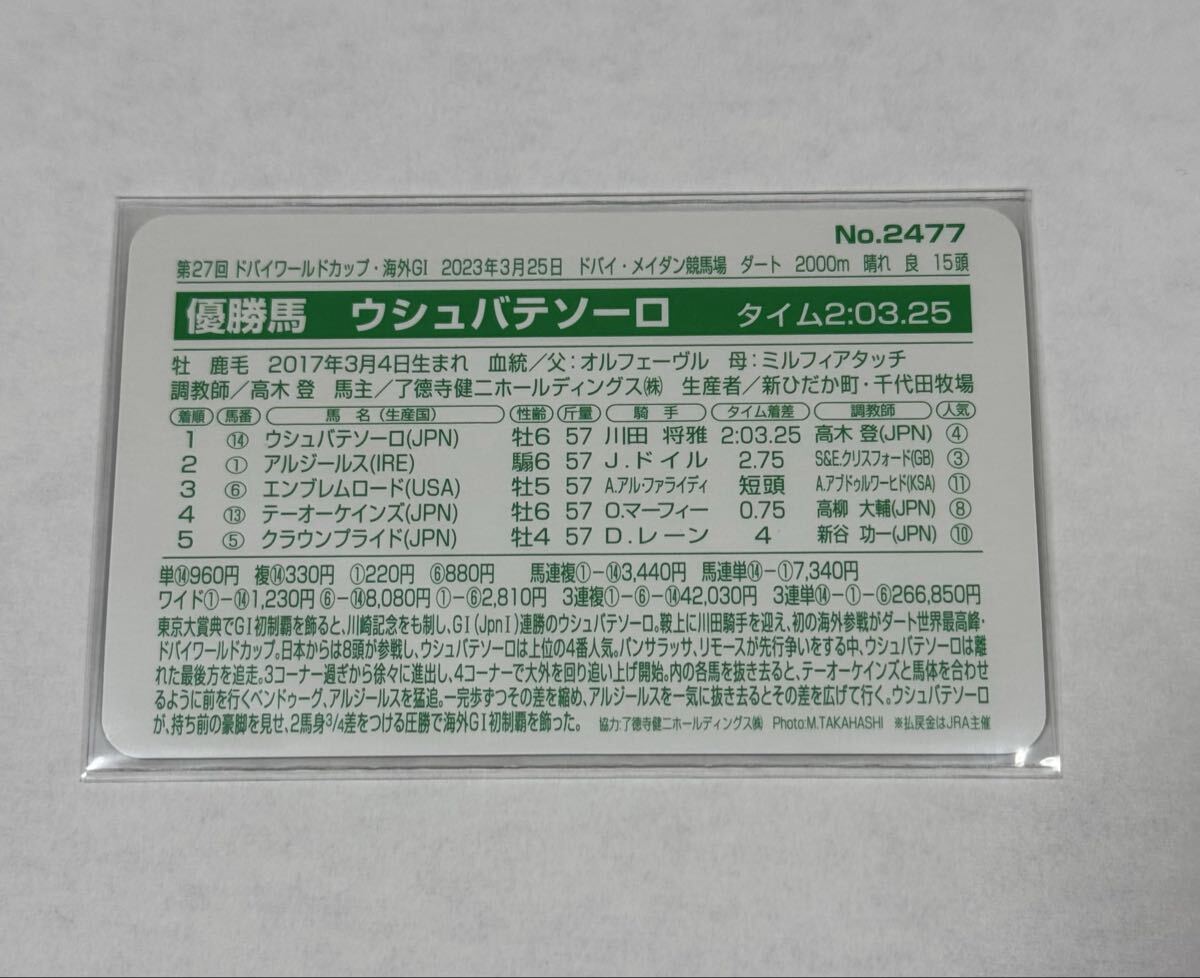 No.2477
第27回 ドバイワールドカップ・海外GI 2023年3月25日 ドバイ・メイダン競馬場 ダート 2000m 晴れ 良 15頭
優勝馬 ウシュバテソーロ タイム2:03.25
牡 鹿毛 2017年3月4日生まれ 血統/父:オルフェーヴル 母:ミルフィアタッチ
調教師/高木 登 馬主/了德寺健二ホールディングス㈱ 生産者/新ひだか町・千代田牧場
着順 馬番 馬 名(生産国) 性齢 斤量 騎 手 タイム着差 調教師 人気
1 ⑭ ウシュバテソーロ(JPN) 牡6 57 川田 将雅 2:03.25 高木 登(JPN) ④
2 ① アルジールス(IRE) 騸6 57 J.ドイル 2.75 S&E.クリスフォード(GB) ③
3 ⑥ エンブレムロード(USA) 牡5 57 A.アル・ファライディ 短頭 A.アブドゥルワーヒド(KSA) ⑪
4 ⑬ テーオーケインズ(JPN) 牡6 57 O.マーフィー 0.75 高柳 大輔(JPN) ⑧
5 ⑤ クラウンプライド(JPN) 牡4 57 D.レーン 4 新谷 功一(JPN) ⑩
単⑭960円 複⑭330円 ①220円 ⑥880円 馬連複①−⑭3,440円 馬連単⑭−①7,340円
ワイド①−⑭1,230円 ⑥−⑭8,080円 ①−⑥2,810円 3連複①−⑥−⑭42,030円 3連単⑭−①−⑥266,850円
東京大賞典でGI初制覇を飾ると、川崎記念をも制し、GI(JpnI)連勝のウシュバテソーロ。鞍上に川田騎手を迎え、初の海外参戦がダート世界最高峰・
ドバイワールドカップ。日本からは8頭が参戦し、ウシュバテソーロは上位の4番人気。パンサラッサ、リモースが先行争いをする中、ウシュバテソーロは離
れた最後方を追走。3コーナー過ぎから徐々に進出し、4コーナーで大外を回り追い上げ開始。内の各馬を抜き去ると、テーオーケインズと馬体を合わせ
るように前を行くベンドゥーグ、アルジールスを猛追。一完歩ずつその差を縮め、アルジールスを一気に抜き去るとその差を広げて行く。ウシュバテソーロ
が、持ち前の豪脚を見せ、2馬身3/4差をつける圧勝で海外GI初制覇を飾った。 協力:了德寺健二ホールディングス㈱ Photo:M.TAKAHASHI ※払戻金はJRA主催